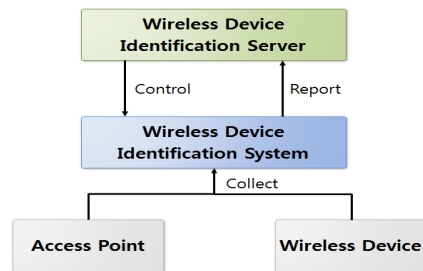 Wireless Device
Identification Server
Control
Report
Wireless Device
Identification System
Collect
Access Point
Wireless Device